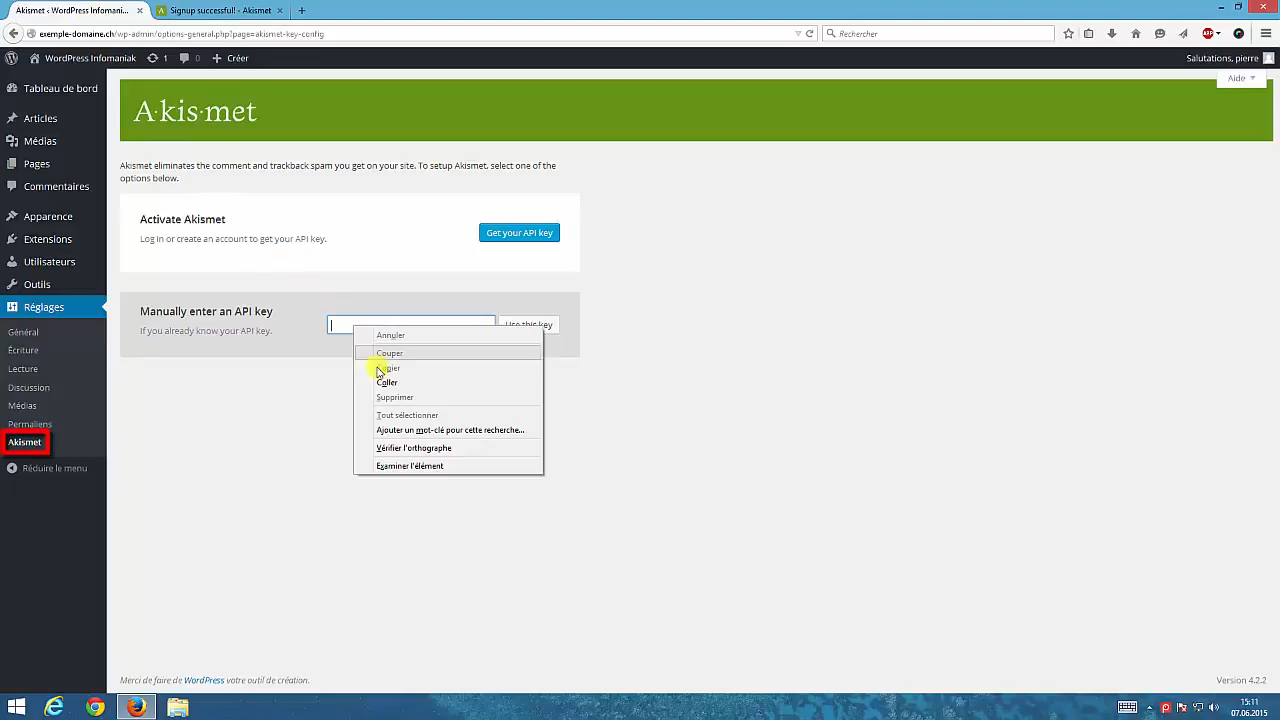 Akismet < WordPress Infomani...
Signup successful! - Akismet
exemple-domaine.ch/wp-admin/options-general.php?page=akismet-key-config
Rechercher
WordPress Infomaniak
1
0
Créer
Salutations, pierre
Aide
Tableau de bord
Articles
Médias
Pages
Commentaires
Apparence
Extensions
Utilisateurs
Outils
Réglages
Général
Écriture
Lecture
Discussion
Médias
Permaliens
Akismet
Réduire le menu
A·kis·met
Akismet eliminates the comment and trackback spam you get on your site. To setup Akismet, select one of the
options below.
Activate Akismet
Log in or create an account to get your API key.
Get your API key
Manually enter an API key
If you already know your API key.
Use this key
Annuler
Couper
Copier
Coller
Supprimer
Tout sélectionner
Ajouter un mot-clé pour cette recherche...
Vérifier l'orthographe
Examiner l'élément
Merci de faire de WordPress votre outil de création.
Version 4.2.2
15:11
07.06.2015